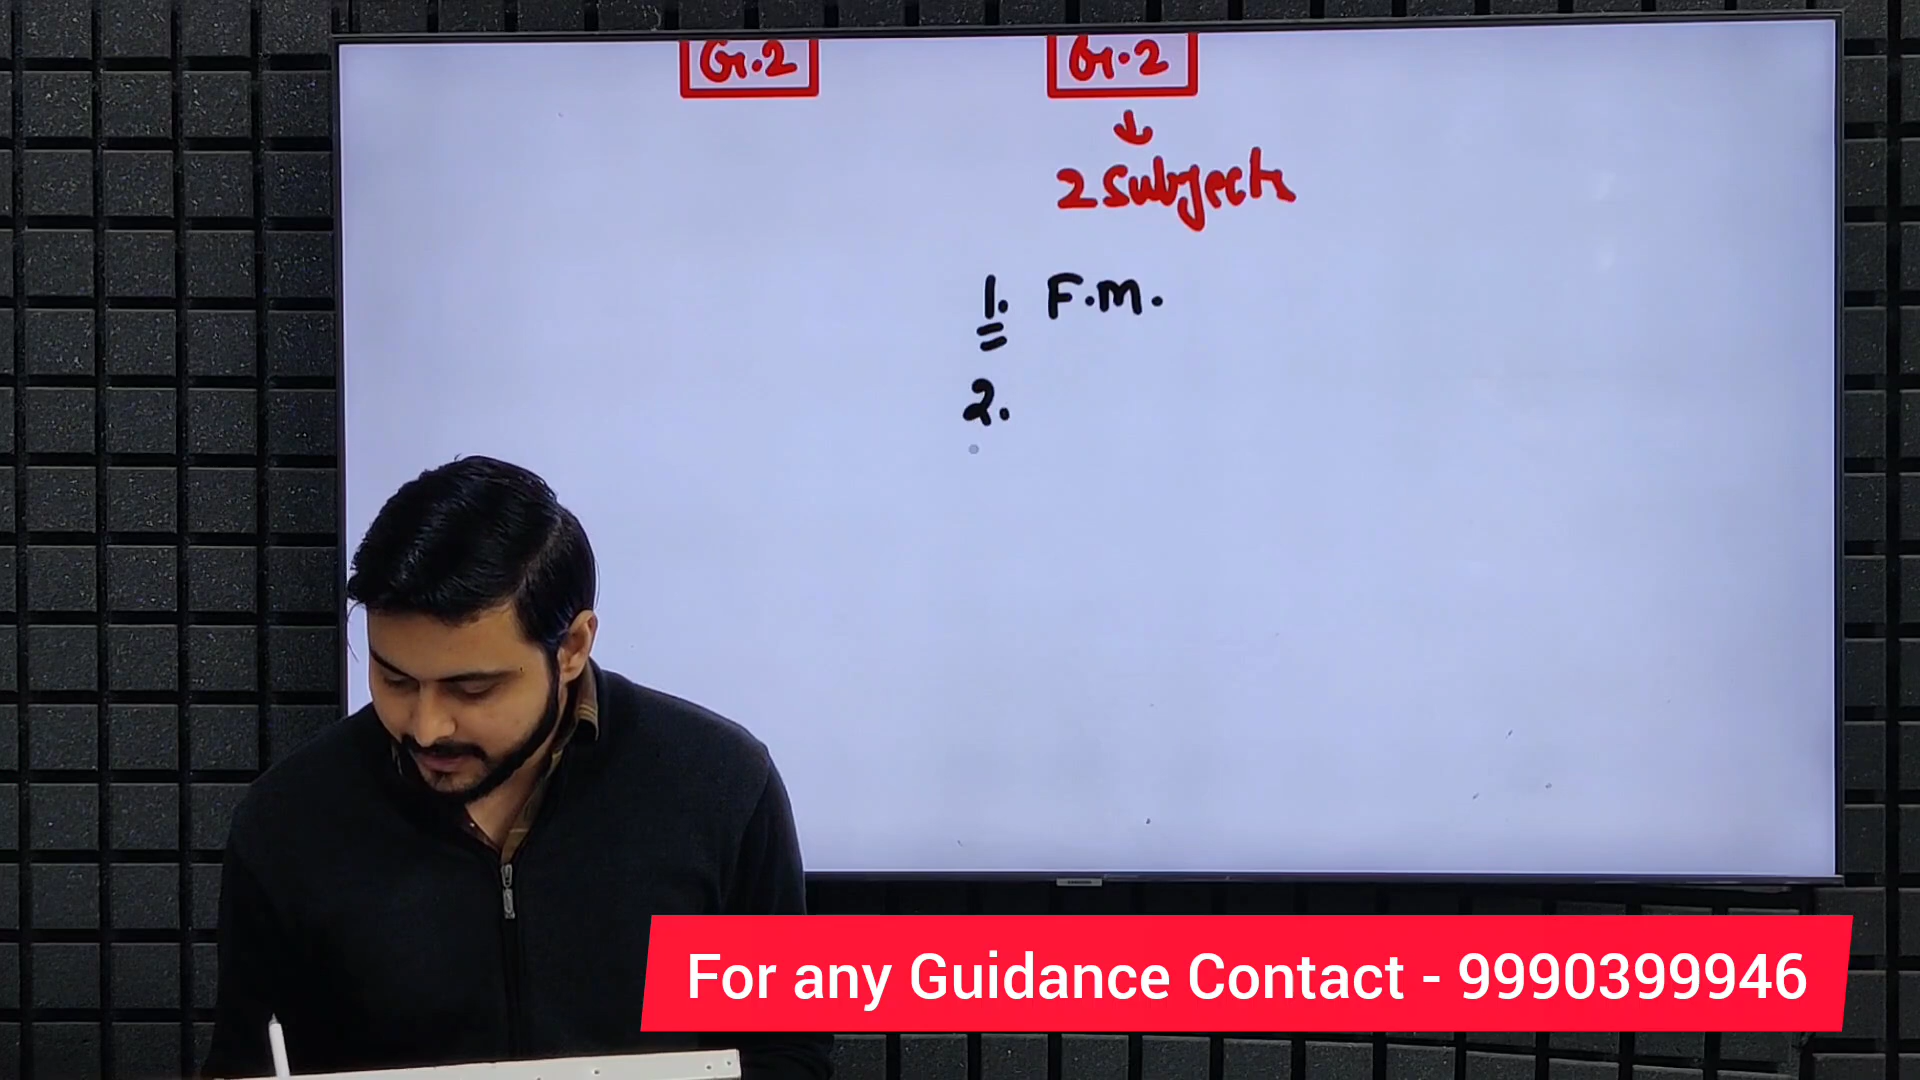 Gr.2 Gr.2
2 Subjects
1. F.M.
2.
For any Guidance Contact - 9990399946